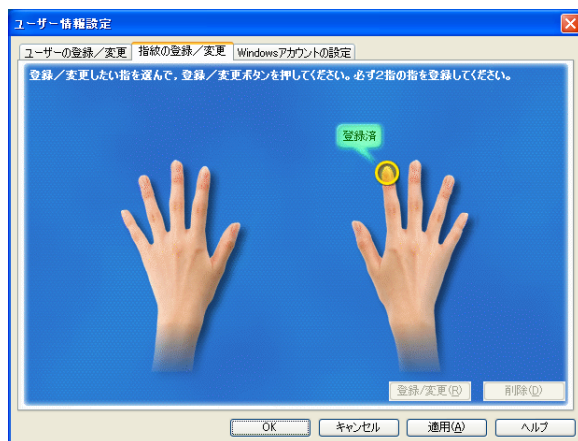 ユーザー情報設定
ユーザーの登録／変更 指紋の登録／変更 Windowsアカウントの設定
登録／変更したい指を選んで，登録／変更ボタンを押してください。必ず2指の指を登録してください。
登録済
登録/変更(R) 削除(D)
OK キャンセル 適用(A) ヘルプ